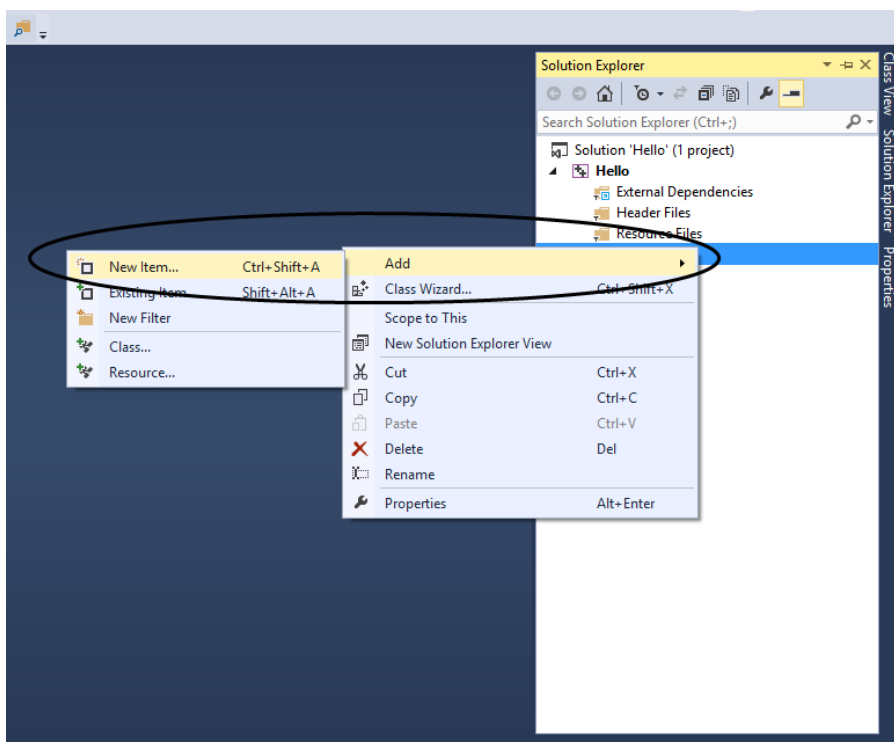 Solution Explorer
Search Solution Explorer (Ctrl+;)
Solution 'Hello' (1 project)
Hello
External Dependencies
Header Files
Resource Files
New Item... Ctrl+Shift+A
Existing Item... Shift+Alt+A
New Filter
Class...
Resource...
Add
Class Wizard... Ctrl+Shift+X
Scope to This
New Solution Explorer View
Cut Ctrl+X
Copy Ctrl+C
Paste Ctrl+V
Delete Del
Rename
Properties Alt+Enter
Class View
Solution Explorer
Properties